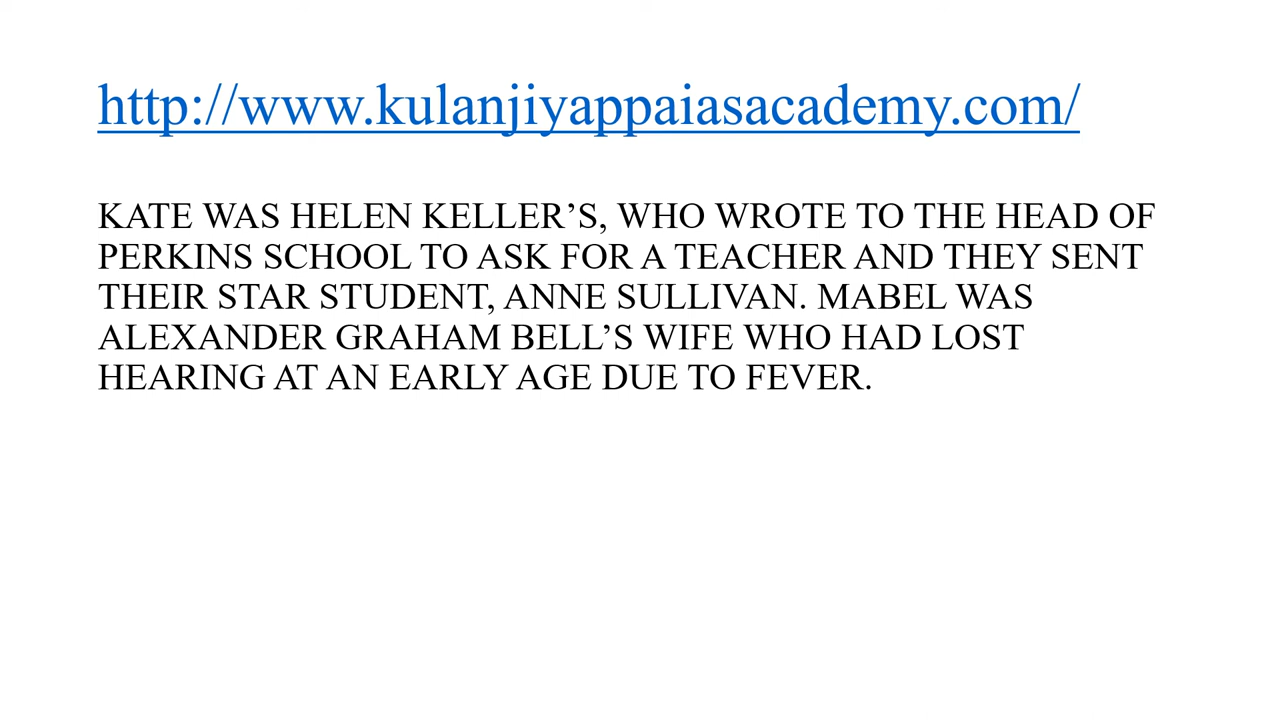 http://www.kulanjiyappaiasacademy.com/
KATE WAS HELEN KELLER’S, WHO WROTE TO THE HEAD OF
PERKINS SCHOOL TO ASK FOR A TEACHER AND THEY SENT
THEIR STAR STUDENT, ANNE SULLIVAN. MABEL WAS
ALEXANDER GRAHAM BELL’S WIFE WHO HAD LOST
HEARING AT AN EARLY AGE DUE TO FEVER.